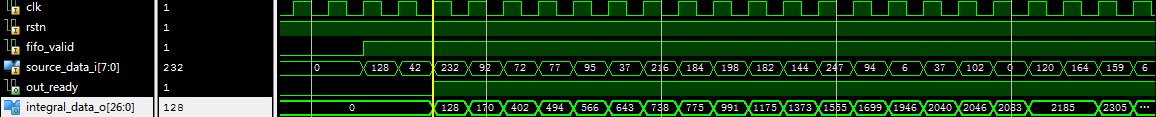 clk 1
rstn 1
fifo_valid 1
source_data_i[7:0] 232 0 128 42 232 92 72 77 95 37 216 184 198 182 144 247 94 6 37 102 0 120 164 159 6
out_ready 1
integral_data_o[26:0] 128 0 128 170 402 494 566 643 738 775 991 1175 1373 1555 1699 1946 2040 2046 2083 2185 2305 ...